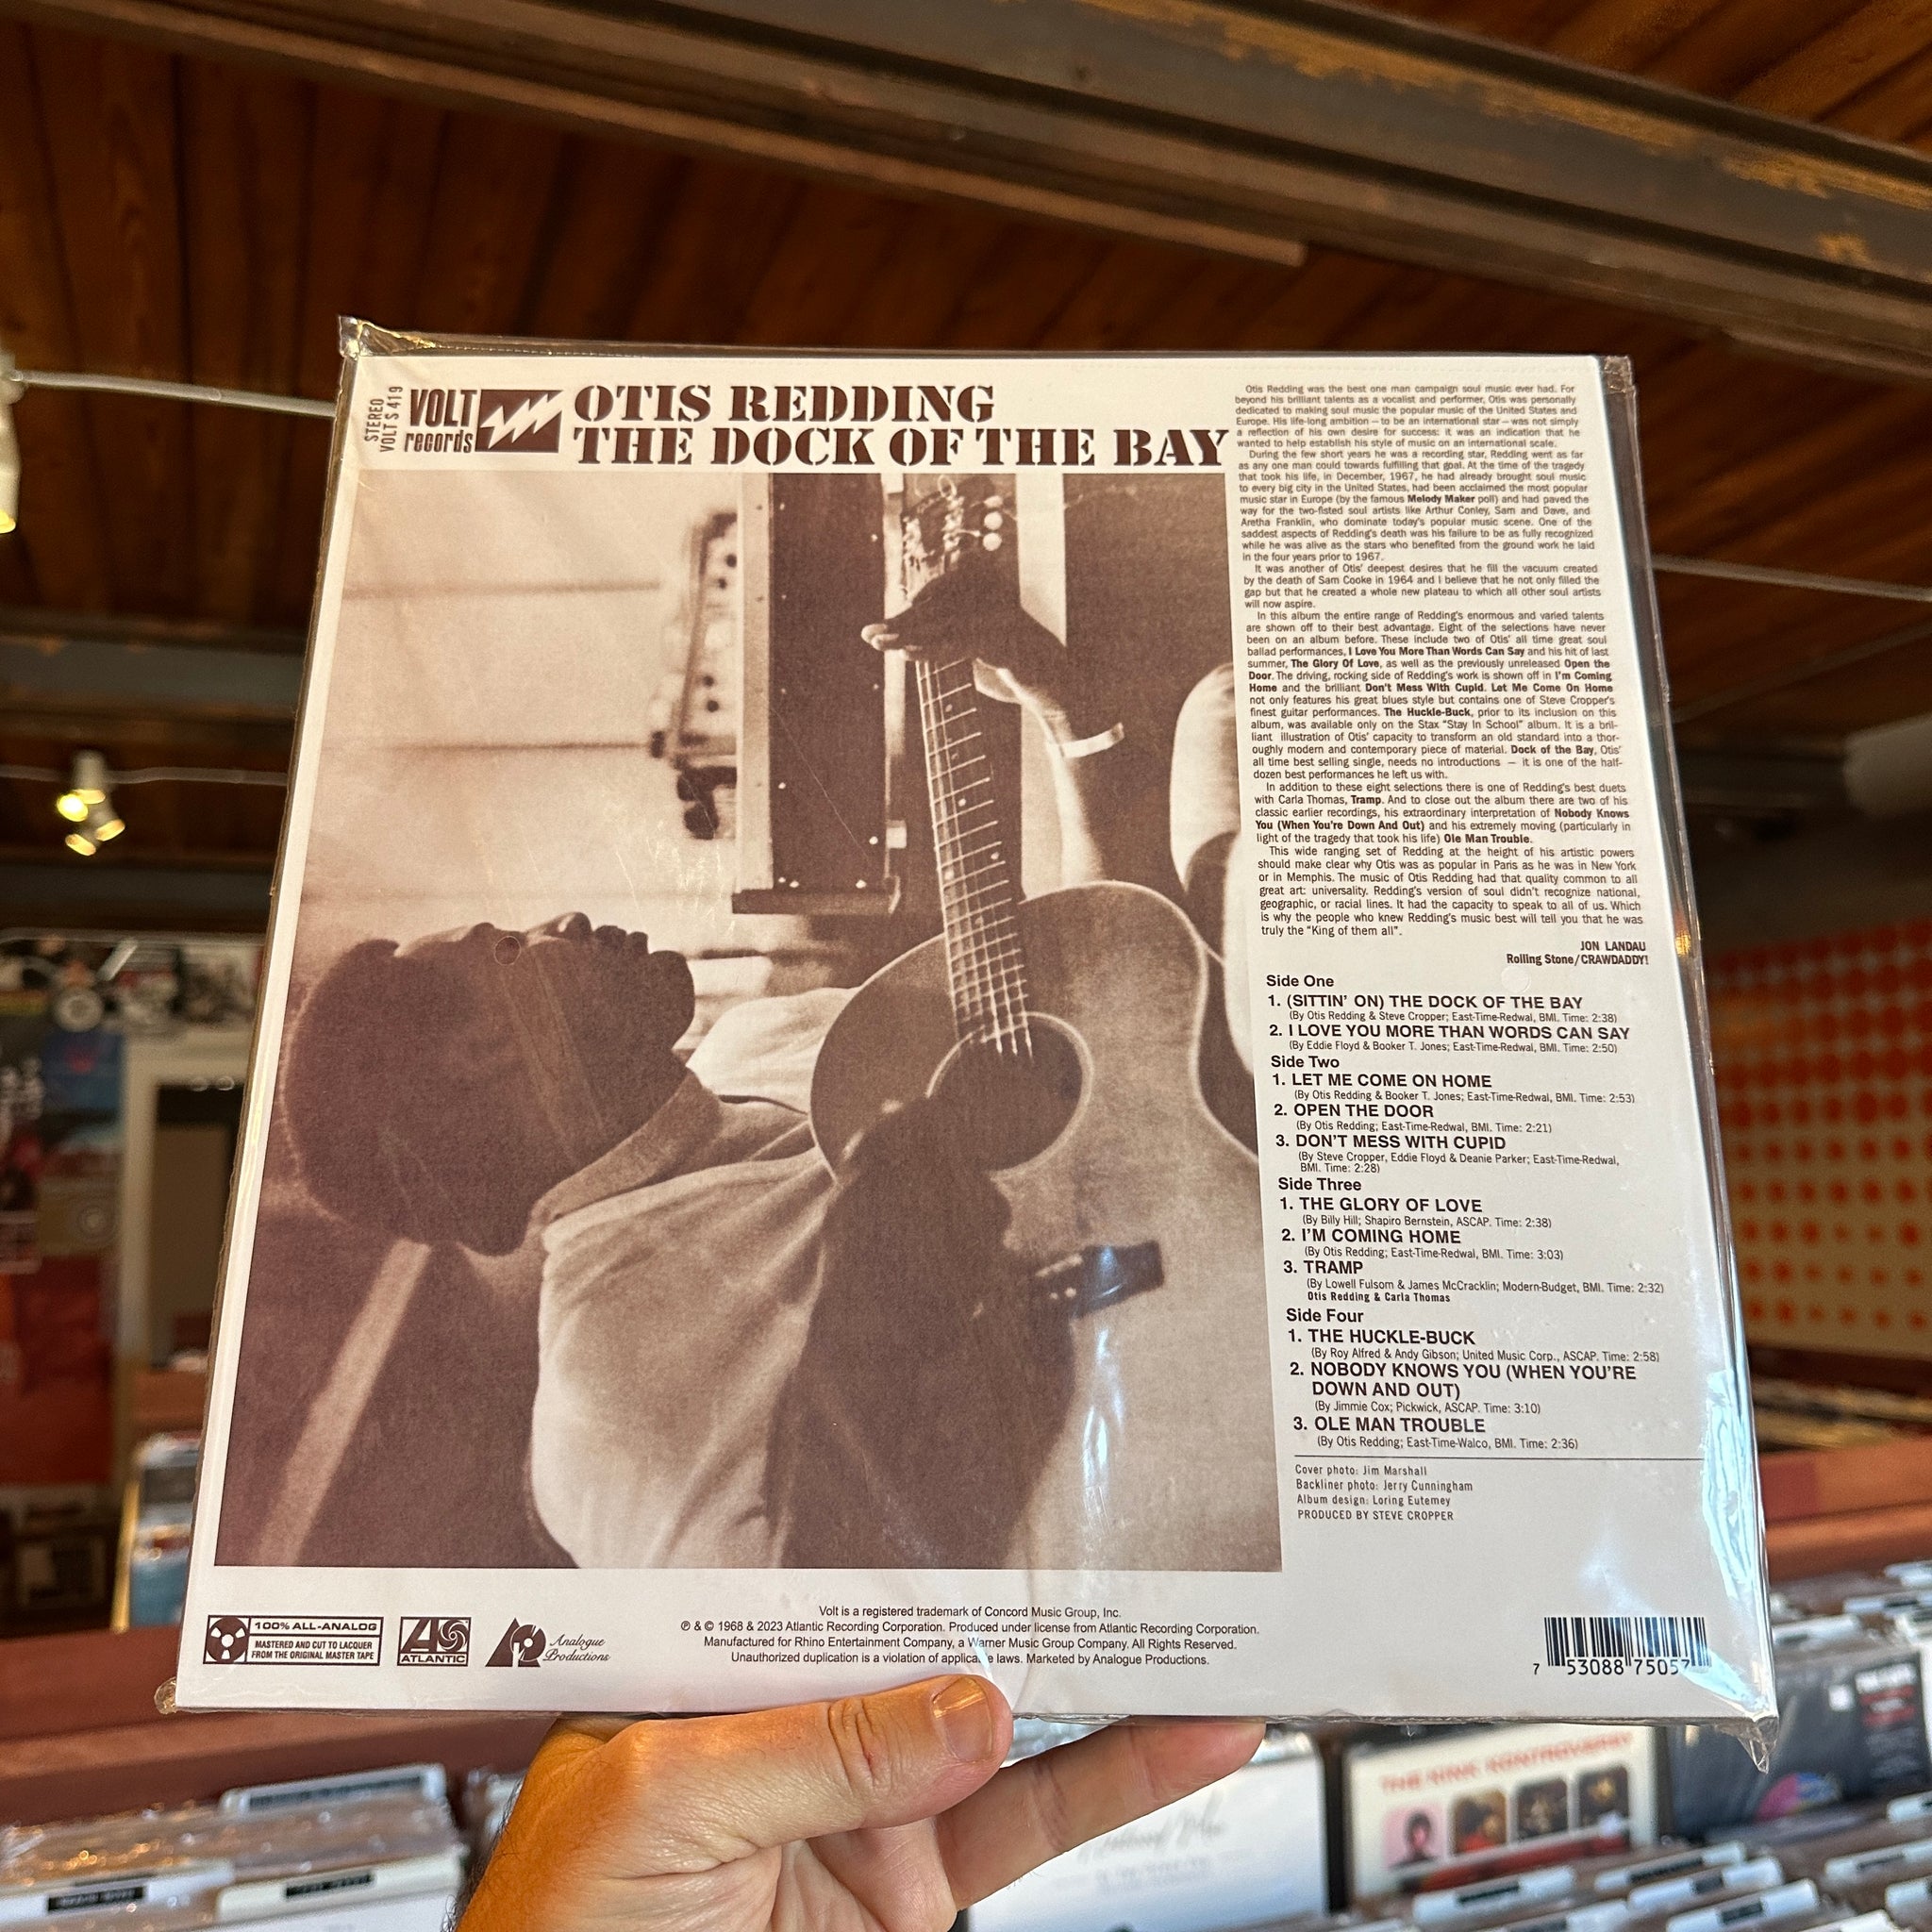 STEREO
VOLT S 419
VOLT
records
OTIS REDDING
THE DOCK OF THE BAY
Otis Redding was the best one man campaign soul music ever had. For
beyond his brilliant talents as a vocalist and performer, Otis was personally
dedicated to making soul music the popular music of the United States and
Europe. His life-long ambition — to be an international star — was not simply
a reflection of his own desire for success: it was an indication that he
wanted to help establish his style of music on an international scale.
During the few short years he was a recording star, Redding went as far
as any one man could towards fulfilling that goal. At the time of the tragedy
that took his life, in December, 1967, he had already brought soul music
to every big city in the United States, had been acclaimed the most popular
music star in Europe (by the famous Melody Maker poll) and had paved the
way for the two-fisted soul artists like Arthur Conley, Sam and Dave, and
Aretha Franklin, who dominate today's popular music scene. One of the
saddest aspects of Redding's death was his failure to be as fully recognized
while he was alive as the stars who benefited from the ground work he laid
in the four years prior to 1967.
It was another of Otis' deepest desires that he fill the vacuum created
by the death of Sam Cooke in 1964 and I believe that he not only filled the
gap but that he created a whole new plateau to which all other soul artists
will now aspire.
In this album the entire range of Redding's enormous and varied talents
are shown off to their best advantage. Eight of the selections have never
been on an album before. These include two of Otis' all time great soul
ballad performances, I Love You More Than Words Can Say and his hit of last
summer, The Glory Of Love, as well as the previously unreleased Open the
Door. The driving, rocking side of Redding's work is shown off in I'm Coming
Home and the brilliant Don't Mess With Cupid. Let Me Come On Home
not only features his great blues style but contains one of Steve Cropper's
finest guitar performances. The Huckle-Buck, prior to its inclusion on this
album, was available only on the Stax "Stay In School" album. It is a bril-
liant illustration of Otis' capacity to transform an old standard into a thor-
oughly modern and contemporary piece of material. Dock of the Bay, Otis'
all time best selling single, needs no introductions — it is one of the half-
dozen best performances he left us with.
In addition to these eight selections there is one of Redding's best duets
with Carla Thomas, Tramp. And to close out the album there are two of his
classic earlier recordings, his extraordinary interpretation of Nobody Knows
You (When You're Down And Out) and his extremely moving (particularly in
light of the tragedy that took his life) Ole Man Trouble.
This wide ranging set of Redding at the height of his artistic powers
should make clear why Otis was as popular in Paris as he was in New York
or in Memphis. The music of Otis Redding had that quality common to all
great art: universality. Redding's version of soul didn't recognize national,
geographic, or racial lines. It had the capacity to speak to all of us. Which
is why the people who knew Redding's music best will tell you that he was
truly the "King of them all".
JON LANDAU
Rolling Stone/CRAWDADDY!
Side One
1. (SITTIN' ON) THE DOCK OF THE BAY
(By Otis Redding & Steve Cropper; East-Time-Redwal, BMI. Time: 2:38)
2. I LOVE YOU MORE THAN WORDS CAN SAY
(By Eddie Floyd & Booker T. Jones; East-Time-Redwal, BMI. Time: 2:50)
Side Two
1. LET ME COME ON HOME
(By Otis Redding & Booker T. Jones; East-Time-Redwal, BMI. Time: 2:53)
2. OPEN THE DOOR
(By Otis Redding; East-Time-Redwal, BMI. Time: 2:21)
3. DON'T MESS WITH CUPID
(By Steve Cropper, Eddie Floyd & Deanie Parker; East-Time-Redwal,
BMI. Time: 2:28)
Side Three
1. THE GLORY OF LOVE
(By Billy Hill; Shapiro Bernstein, ASCAP. Time: 2:38)
2. I'M COMING HOME
(By Otis Redding; East-Time-Redwal, BMI. Time: 3:03)
3. TRAMP
(By Lowell Fulsom & James McCracklin; Modern-Budget, BMI. Time: 2:32)
Otis Redding & Carla Thomas
Side Four
1. THE HUCKLE-BUCK
(By Roy Alfred & Andy Gibson; United Music Corp., ASCAP. Time: 2:58)
2. NOBODY KNOWS YOU (WHEN YOU'RE
DOWN AND OUT)
(By Jimmie Cox; Pickwick, ASCAP. Time: 3:10)
3. OLE MAN TROUBLE
(By Otis Redding; East-Time-Walco, BMI. Time: 2:36)
Cover photo: Jim Marshall
Backliner photo: Jerry Cunningham
Album design: Loring Eutemey
PRODUCED BY STEVE CROPPER
100% ALL-ANALOG
MASTERED AND CUT TO LACQUER
FROM THE ORIGINAL MASTER TAPE
ATLANTIC
Analogue
Productions
Volt is a registered trademark of Concord Music Group, Inc.
℗ & © 1968 & 2023 Atlantic Recording Corporation. Produced under license from Atlantic Recording Corporation.
Manufactured for Rhino Entertainment Company, a Warner Music Group Company. All Rights Reserved.
Unauthorized duplication is a violation of applicable laws. Marketed by Analogue Productions.
7 53088 75057
THE KINK KONTROVERSY